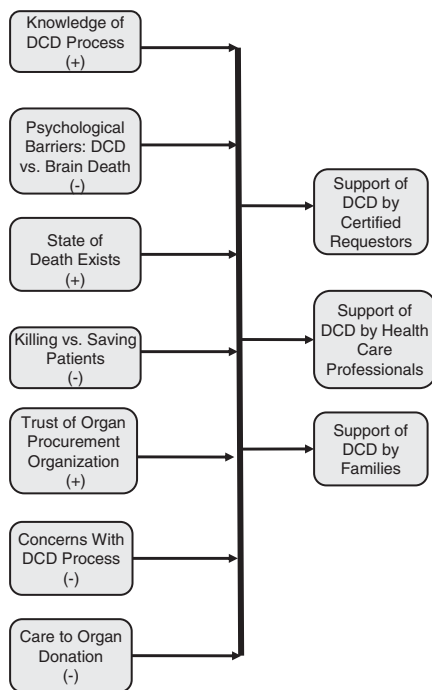 Knowledge of
DCD Process
(+)
Psychological
Barriers: DCD
vs. Brain Death
(-)
State of
Death Exists
(+)
Killing vs. Saving
Patients
(-)
Trust of Organ
Procurement
Organization
(+)
Concerns With
DCD Process
(-)
Care to Organ
Donation
(-)
Support of
DCD by
Certified
Requestors
Support of
DCD by Health
Care
Professionals
Support of
DCD by
Families